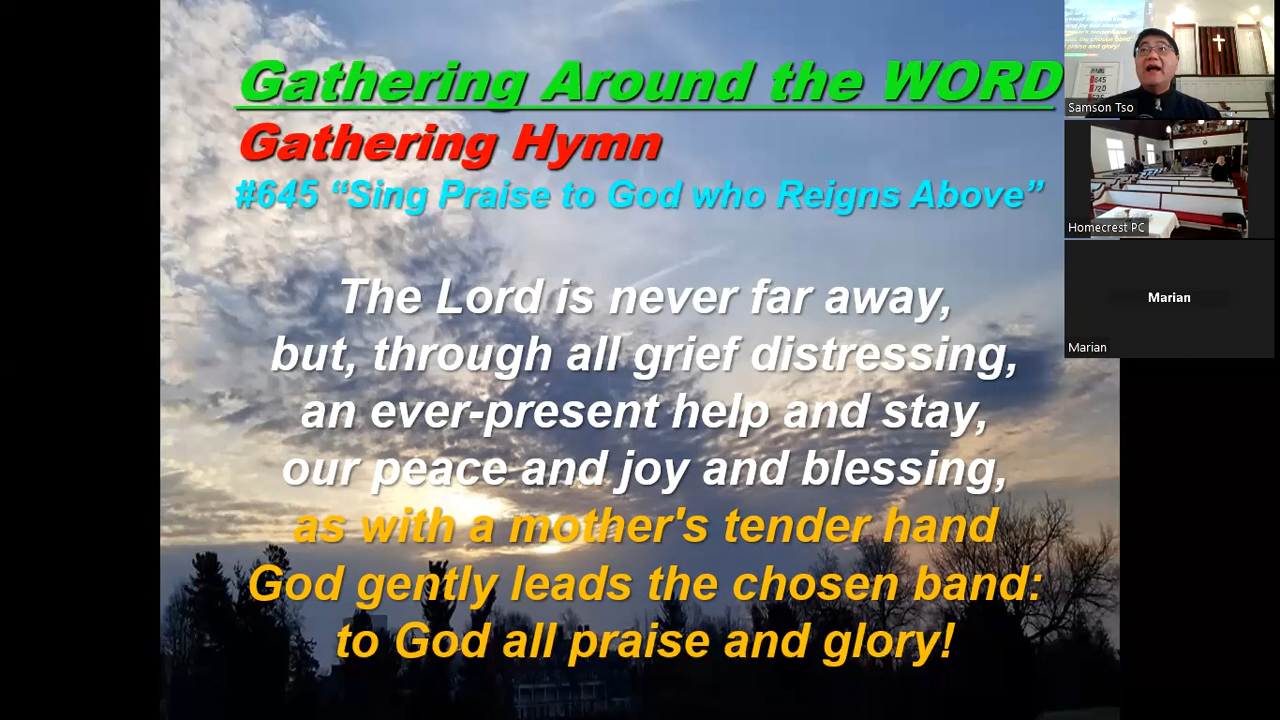 Gathering Around the WORD
Gathering Hymn
#645 “Sing Praise to God who Reigns Above”
The Lord is never far away,
but, through all grief distressing,
an ever-present help and stay,
our peace and joy and blessing,
as with a mother's tender hand
God gently leads the chosen band:
to God all praise and glory!
Samson Tso
Homecrest PC
Marian
Marian